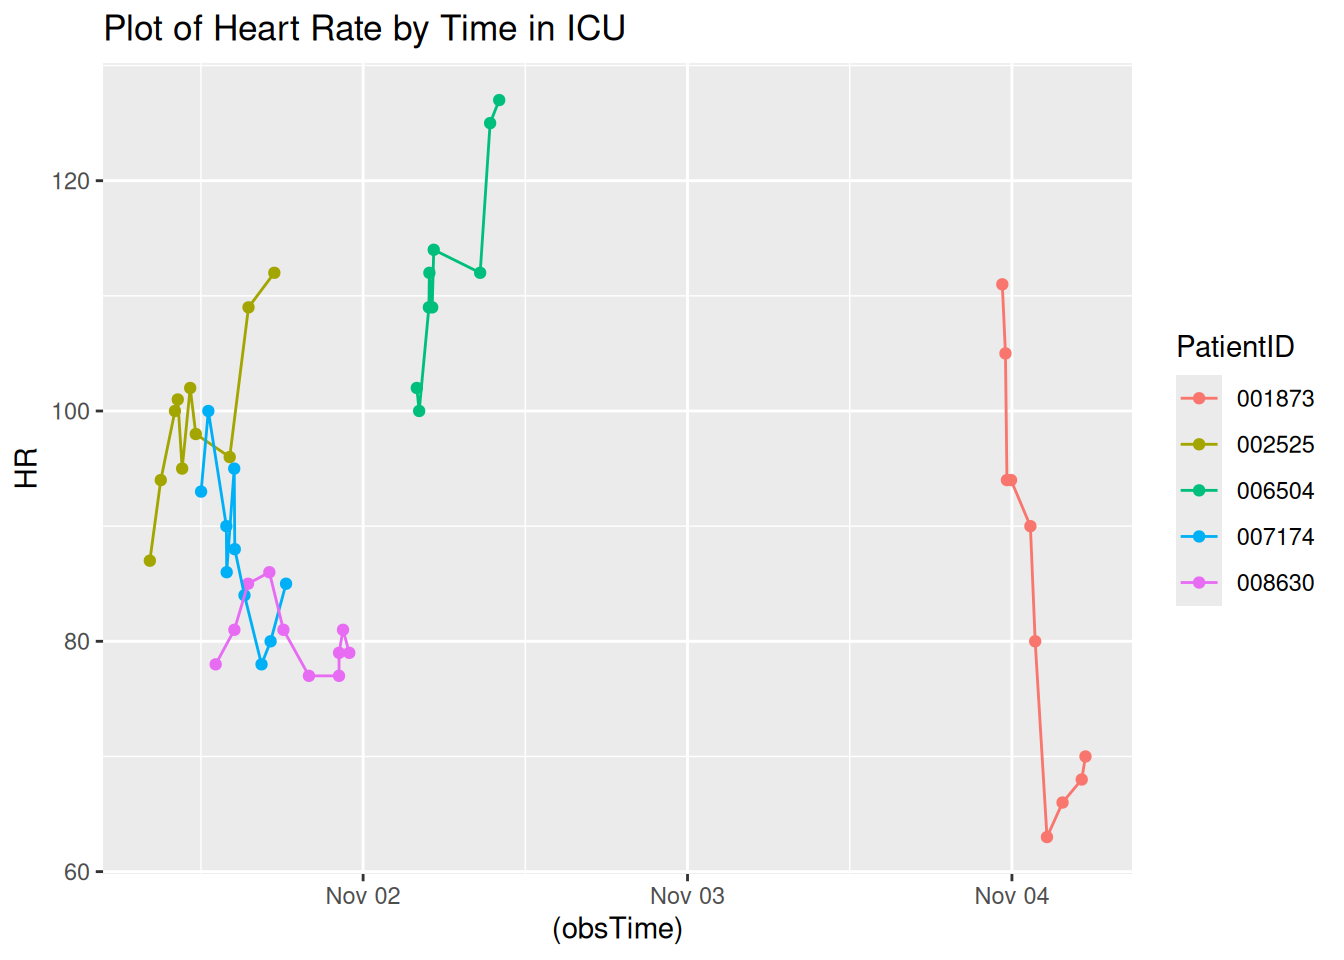 Plot of Heart Rate by Time in ICU
HR
120
100
80
60
Nov 02
Nov 03
Nov 04
(obsTime)
PatientID
001873
002525
006504
007174
008630